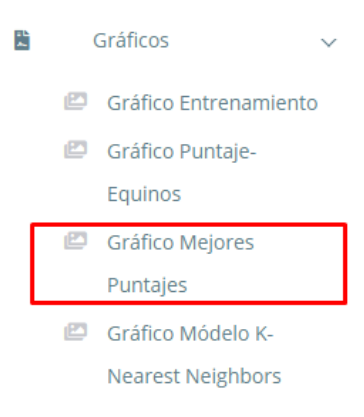 Gráficos
Gráfico Entrenamiento
Gráfico Puntaje-
Equinos
Gráfico Mejores
Puntajes
Gráfico Módelo K-
Nearest Neighbors